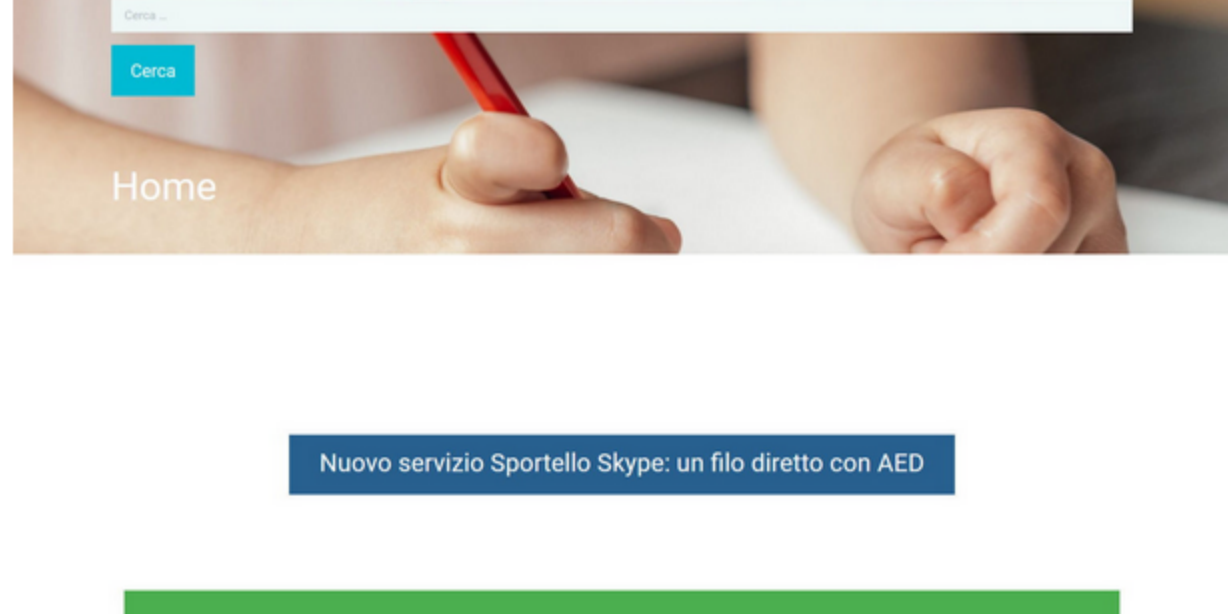 Cerca ...
Cerca
Home
Nuovo servizio Sportello Skype: un filo diretto con AED